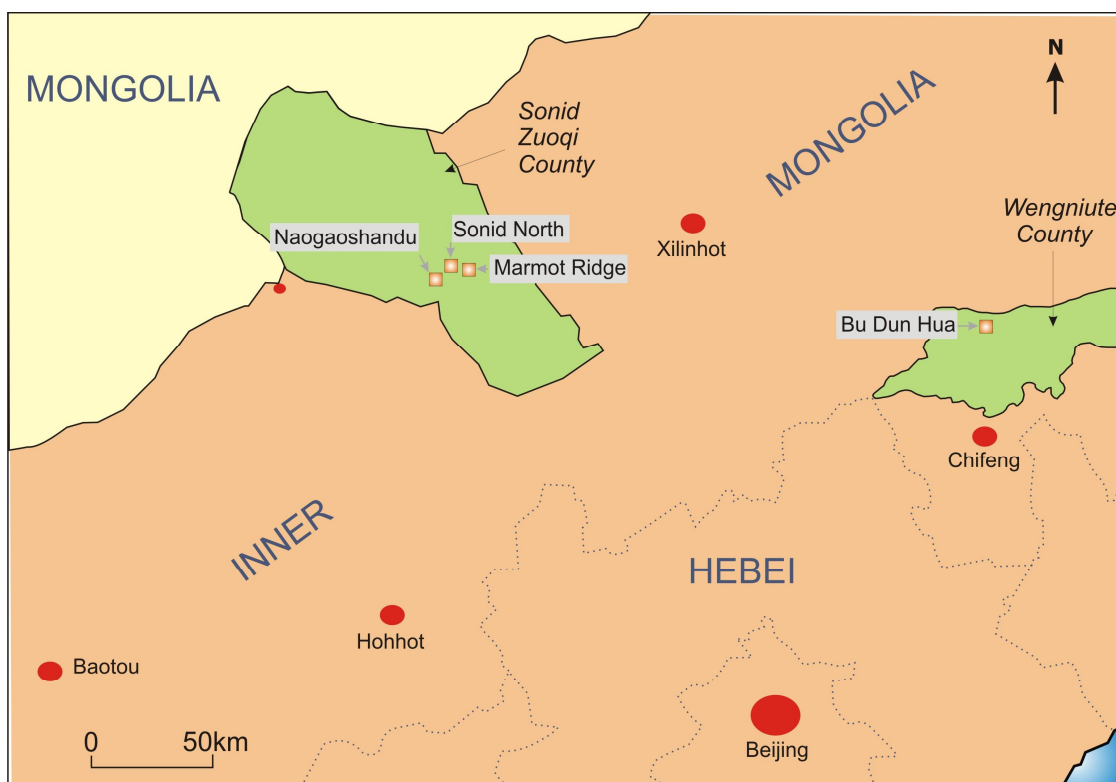 N
MONGOLIA
Sonid
Zuoqi
County
MONGOLIA
Wengniute
County
Naogaoshandu
Sonid North
Marmot Ridge
Xilinhot
Bu Dun Hua
Chifeng
INNER
HEBEI
Hohhot
Baotou
0 50km
Beijing